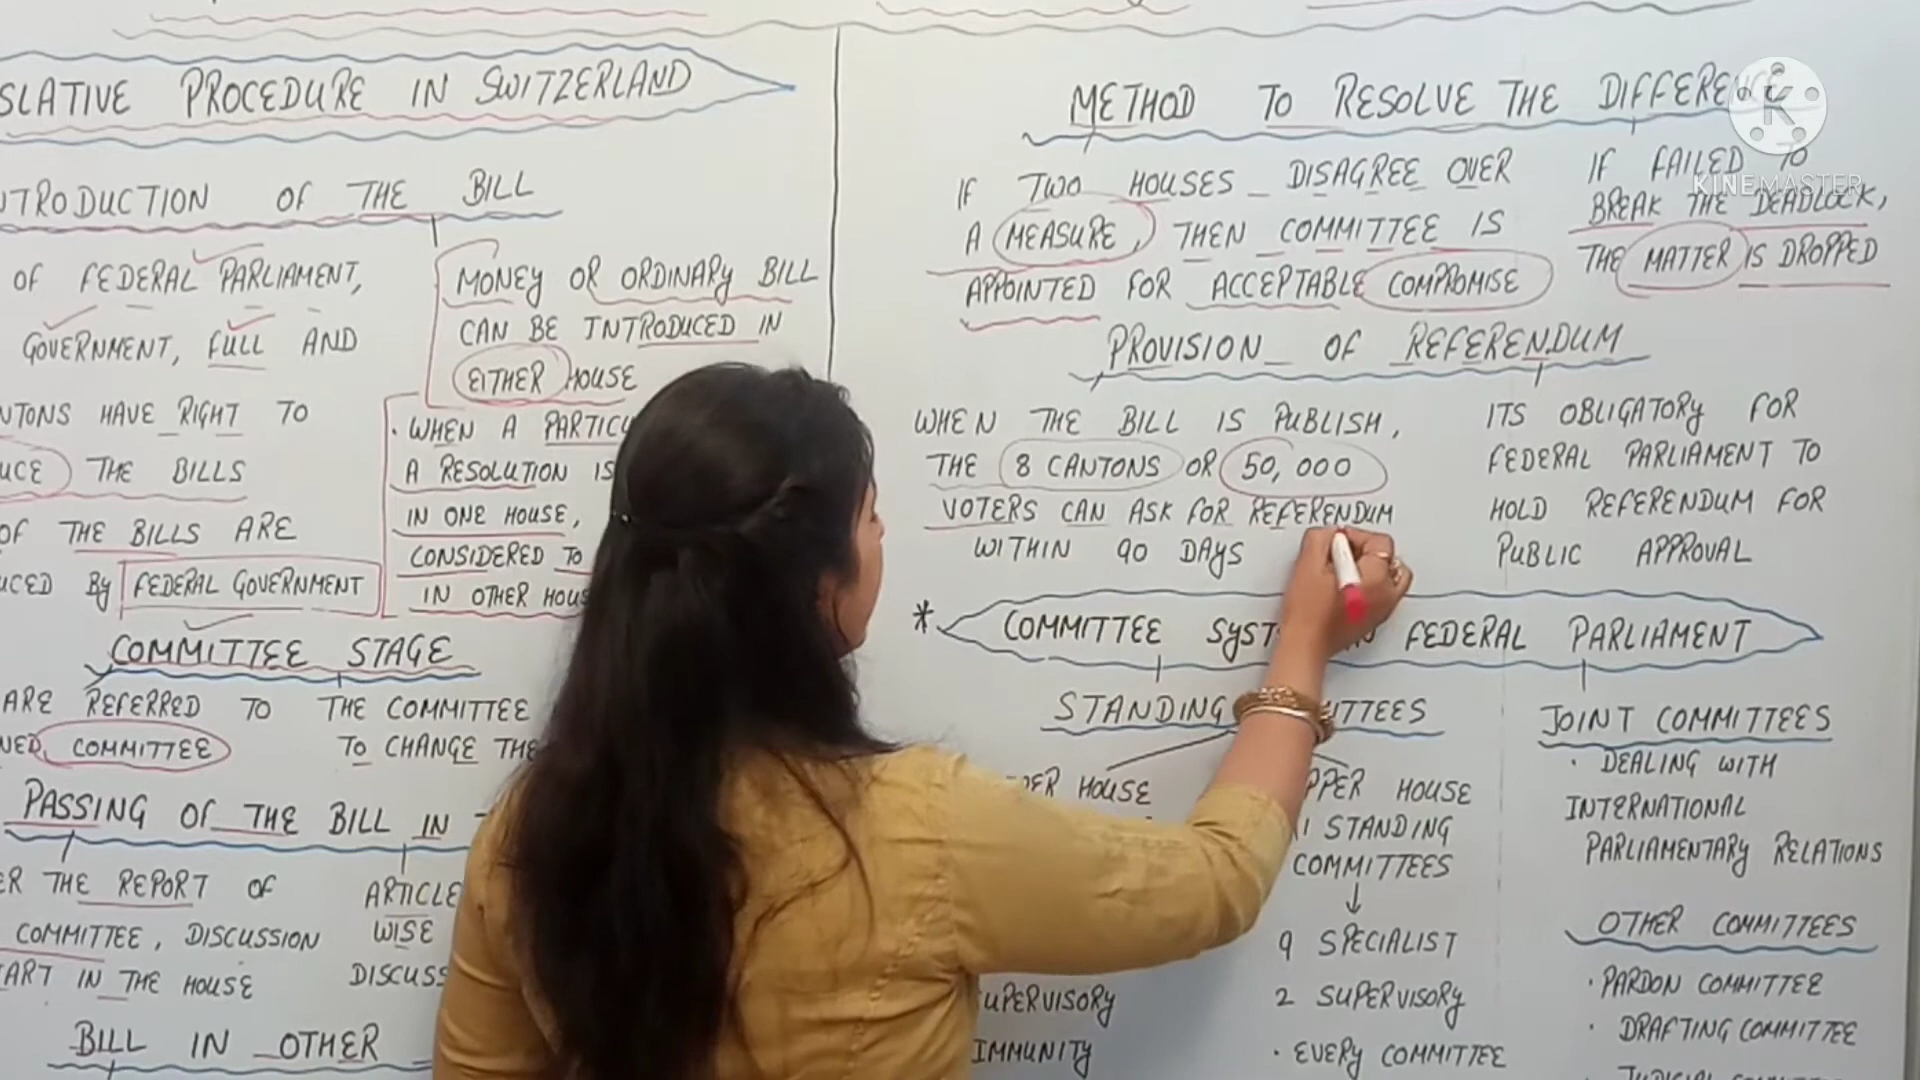 SLATIVE PROCEDURE IN SWITZERLAND
NTRODUCTION OF THE BILL
OF FEDERAL PARLIAMENT,
GOVERNMENT, FULL AND
NTONS HAVE RIGHT TO
UCE THE BILLS
OF THE BILLS ARE
UCED By FEDERAL GOVERNMENT
MONEY OR ORDINARY BILL
CAN BE INTRODUCED IN
EITHER HOUSE
· WHEN A PARTICU
A RESOLUTION IS
IN ONE HOUSE,
CONSIDERED TO
IN OTHER HOUS
COMMITTEE STAGE
ARE REFERRED TO THE COMMITTEE
NED COMMITTEE TO CHANGE THE
PASSING OF THE BILL IN
ER THE REPORT OF
COMMITTEE, DISCUSSION
ART IN THE HOUSE
ARTICLE
WISE
DISCUSS
BILL IN OTHER
METHOD TO RESOLVE THE DIFFERENCE
IF TWO HOUSES DISAGREE OVER
A MEASURE, THEN COMMITTEE IS
APPOINTED FOR ACCEPTABLE COMPROMISE
IF FAILED TO
BREAK THE DEADLOCK,
THE MATTER IS DROPPED
KINEMASTER
PROVISION OF REFERENDUM
WHEN THE BILL IS PUBLISH,
THE 8 CANTONS OR 50,000
VOTERS CAN ASK FOR REFERENDUM
WITHIN 90 DAYS
ITS OBLIGATORY FOR
FEDERAL PARLIAMENT TO
HOLD REFERENDUM FOR
PUBLIC APPROVAL
* COMMITTEE SYST N FEDERAL PARLIAMENT
STANDING ITTEES
PER HOUSE
UPERVISORY
IMMUNITY
PPER HOUSE
1 STANDING
COMMITTEES
9 SPECIALIST
2 SUPERVISORY
· EVERY COMMITTEE
JOINT COMMITTEES
· DEALING WITH
INTERNATIONAL
PARLIAMENTARY RELATIONS
OTHER COMMITTEES
· PARDON COMMITTEE
· DRAFTING COMMITTEE
· JUDICIAL COMMITTEE